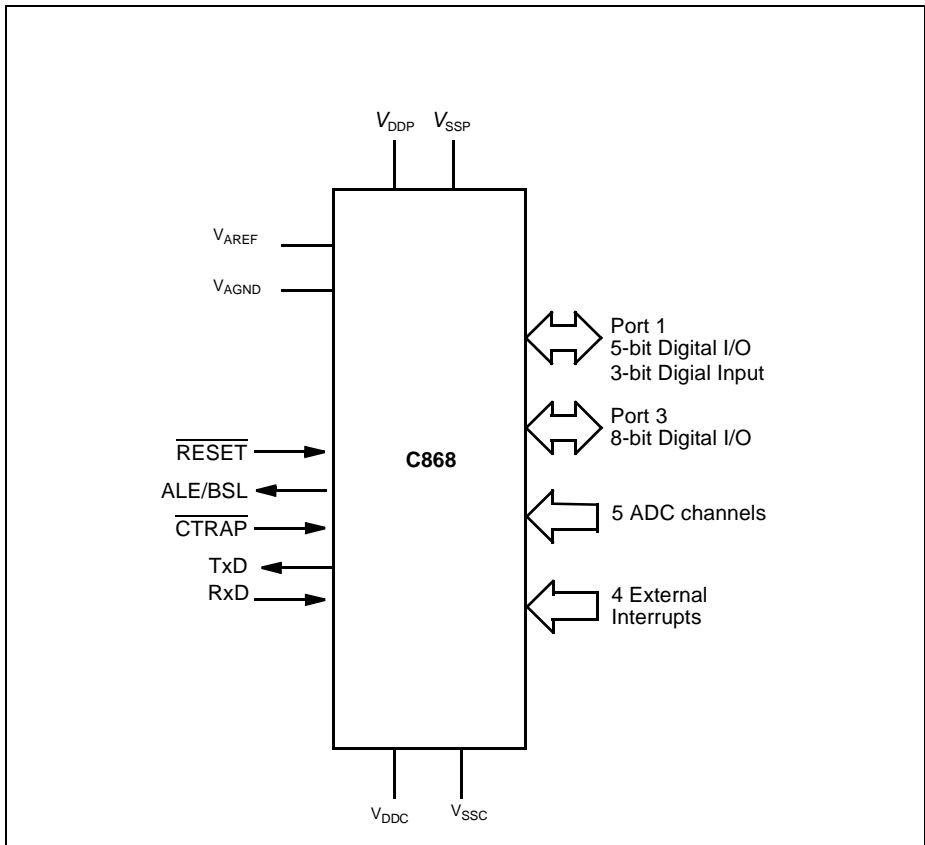 VDDP VSSP
VAREF
VAGND
Port 1
5-bit Digital I/O
3-bit Digial Input
Port 3
8-bit Digital I/O
RESET
C868
ALE/BSL
5 ADC channels
CTRAP
TxD
RxD
4 External
Interrupts
VDDC VSSC